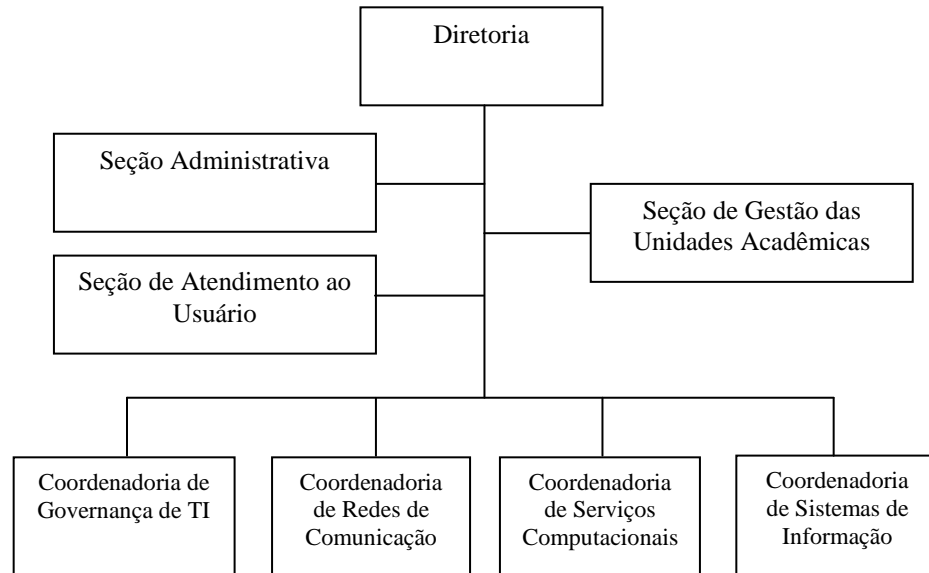 Diretoria
Seção Administrativa
Seção de Gestão das
Unidades Acadêmicas
Seção de Atendimento ao
Usuário
Coordenadoria de
Governança de TI
Coordenadoria
de Redes de
Comunicação
Coordenadoria
de Serviços
Computacionais
Coordenadoria
de Sistemas de
Informação